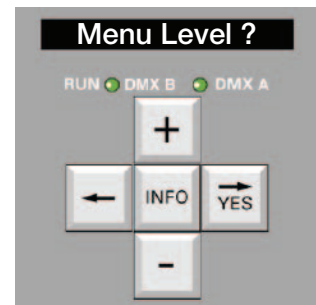 Menu Level ?
RUN DMX B DMX A
+
← INFO → YES
-